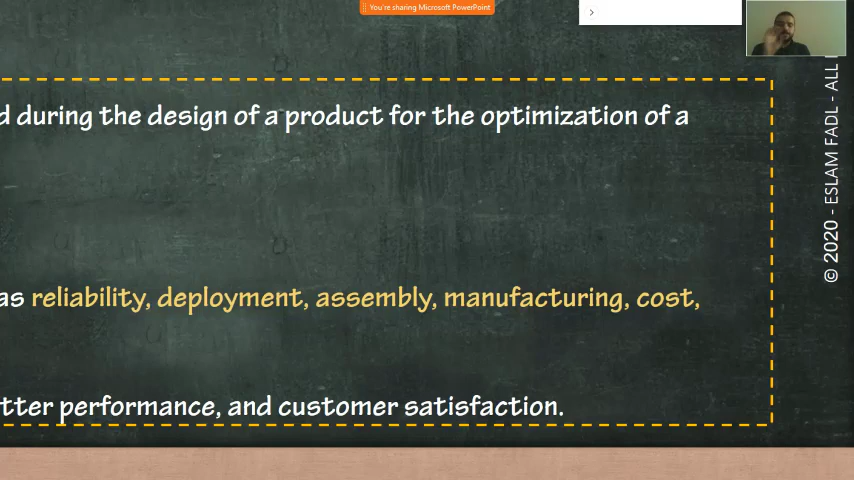 You're sharing Microsoft PowerPoint
during the design of a product for the optimization of a
as reliability, deployment, assembly, manufacturing, cost,
performance, and customer satisfaction.
© 2020 - ESLAM FADL - ALL